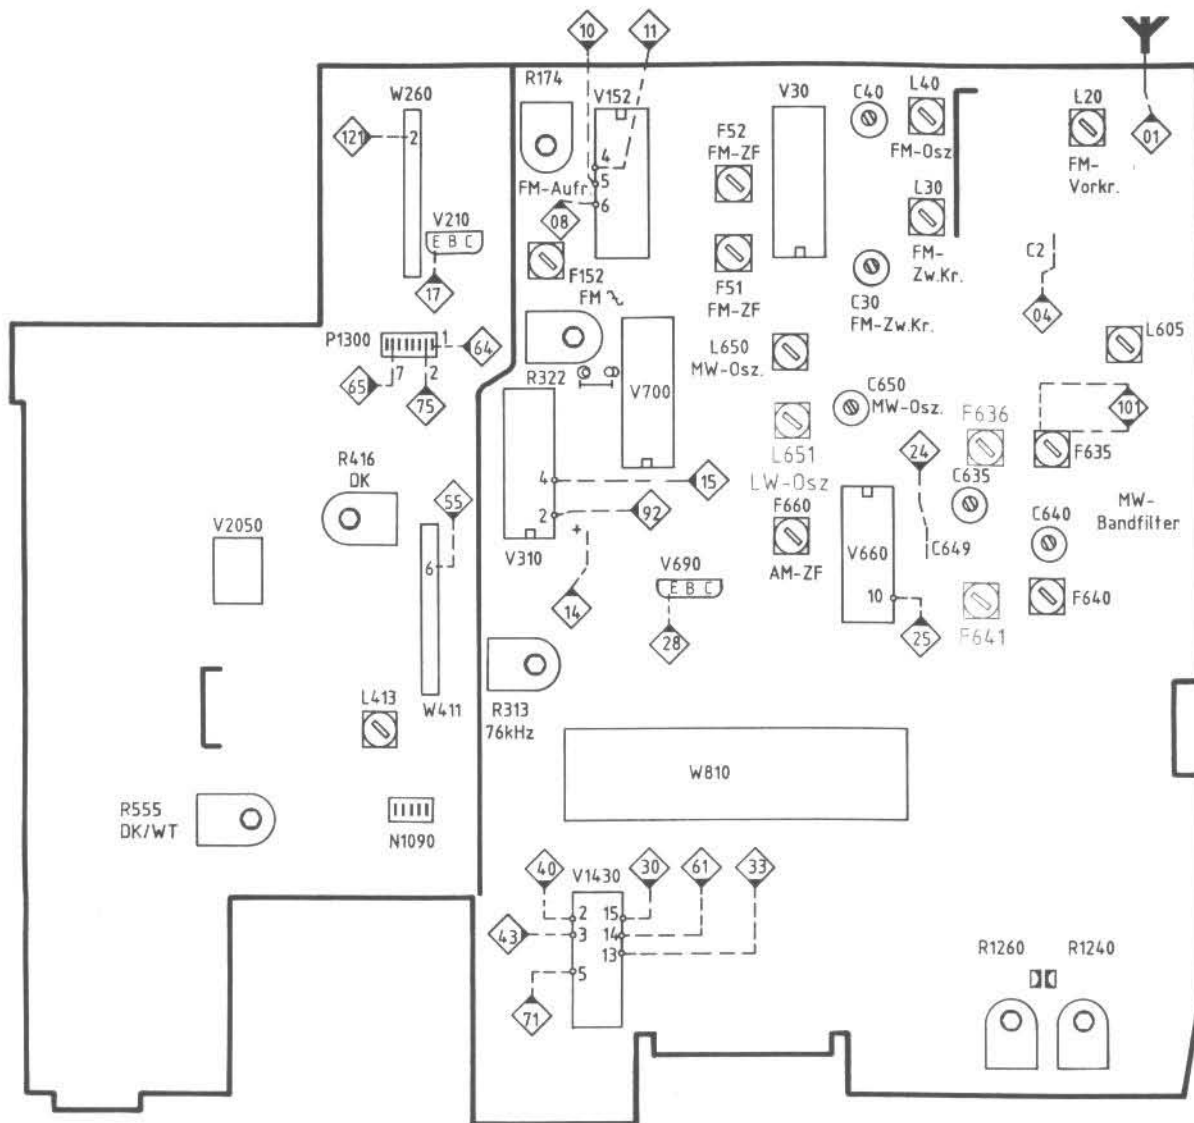 10
11
R174
W260
V152
V30
C40
L40
L20
121
2
F52
FM-ZF
FM-Osz
FM-
Vorkr.
01
4
5
6
FM-Aufr.
08
V210
E B C
L30
FM-
Zw.Kr.
C2
F152
FM
F51
FM-ZF
C30
FM-Zw.Kr.
17
04
P1300
1
64
L650
MW-Osz.
L605
65
7
2
75
R322
V700
C650
MW-Osz.
101
F636
F635
L651
LW-Osz
24
R416
DK
55
4
15
C635
MW-
Bandfilter
2
92
F660
V2050
6
+
V310
V690
E B C
AM-ZF
V660
C649
C640
10
14
28
25
F641
F640
L413
W411
R313
76kHz
W810
R555
DK/WT
N1090
40
V1430
30
61
33
2
15
43
3
14
13
5
71
R1260
R1240